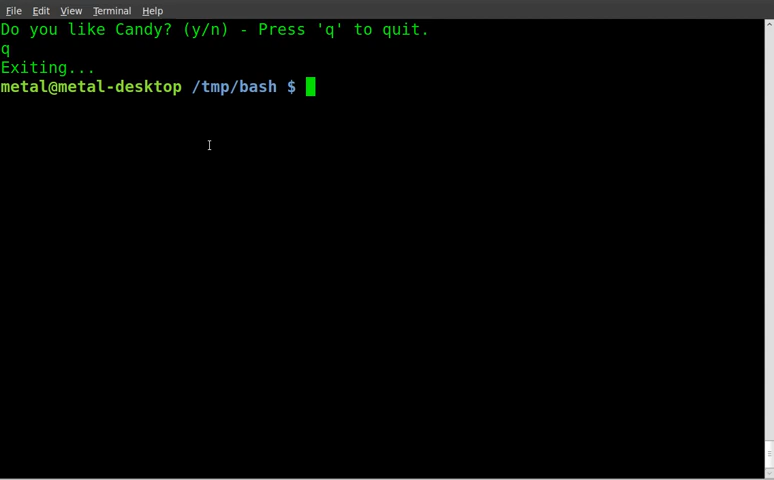 File Edit View Terminal Help
Do you like Candy? (y/n) - Press 'q' to quit.
q
Exiting...
metal@metal-desktop /tmp/bash $